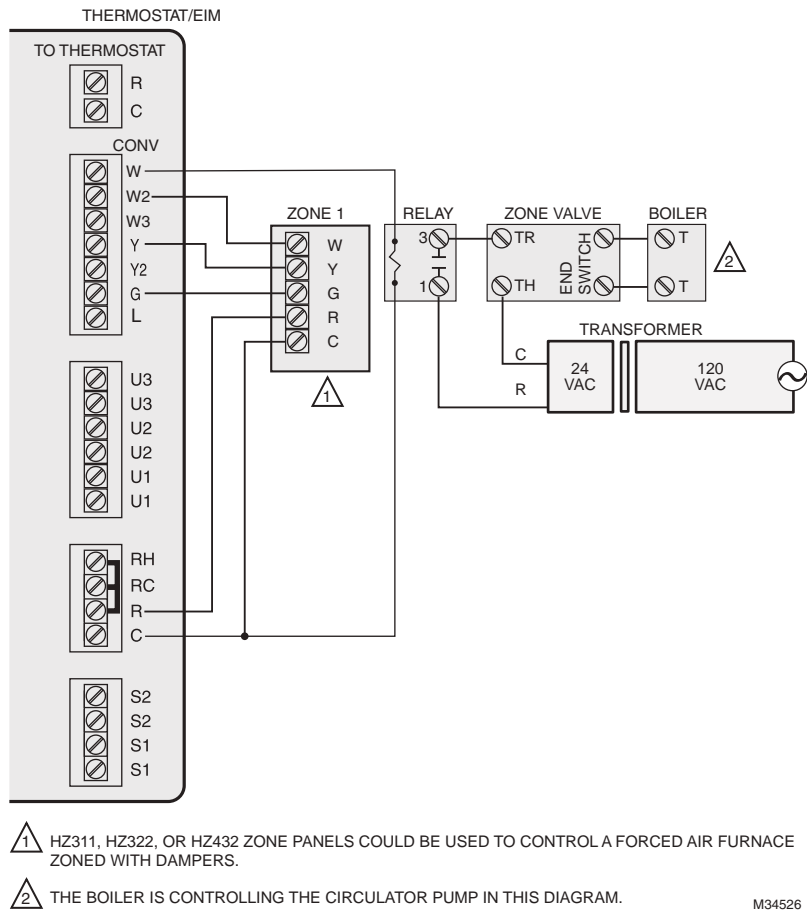 THERMOSTAT/EIM
TO THERMOSTAT
R
C
CONV
W
W2
W3
Y
Y2
G
L
U3
U3
U2
U2
U1
U1
RH
RC
R
C
S2
S2
S1
S1
ZONE 1
W
Y
G
R
C
1
RELAY
3
1
ZONE VALVE
TR
TH
END
SWITCH
BOILER
T
T
2
TRANSFORMER
C
R
24
VAC
120
VAC
1 HZ311, HZ322, OR HZ432 ZONE PANELS COULD BE USED TO CONTROL A FORCED AIR FURNACE
ZONED WITH DAMPERS.
2 THE BOILER IS CONTROLLING THE CIRCULATOR PUMP IN THIS DIAGRAM.
M34526